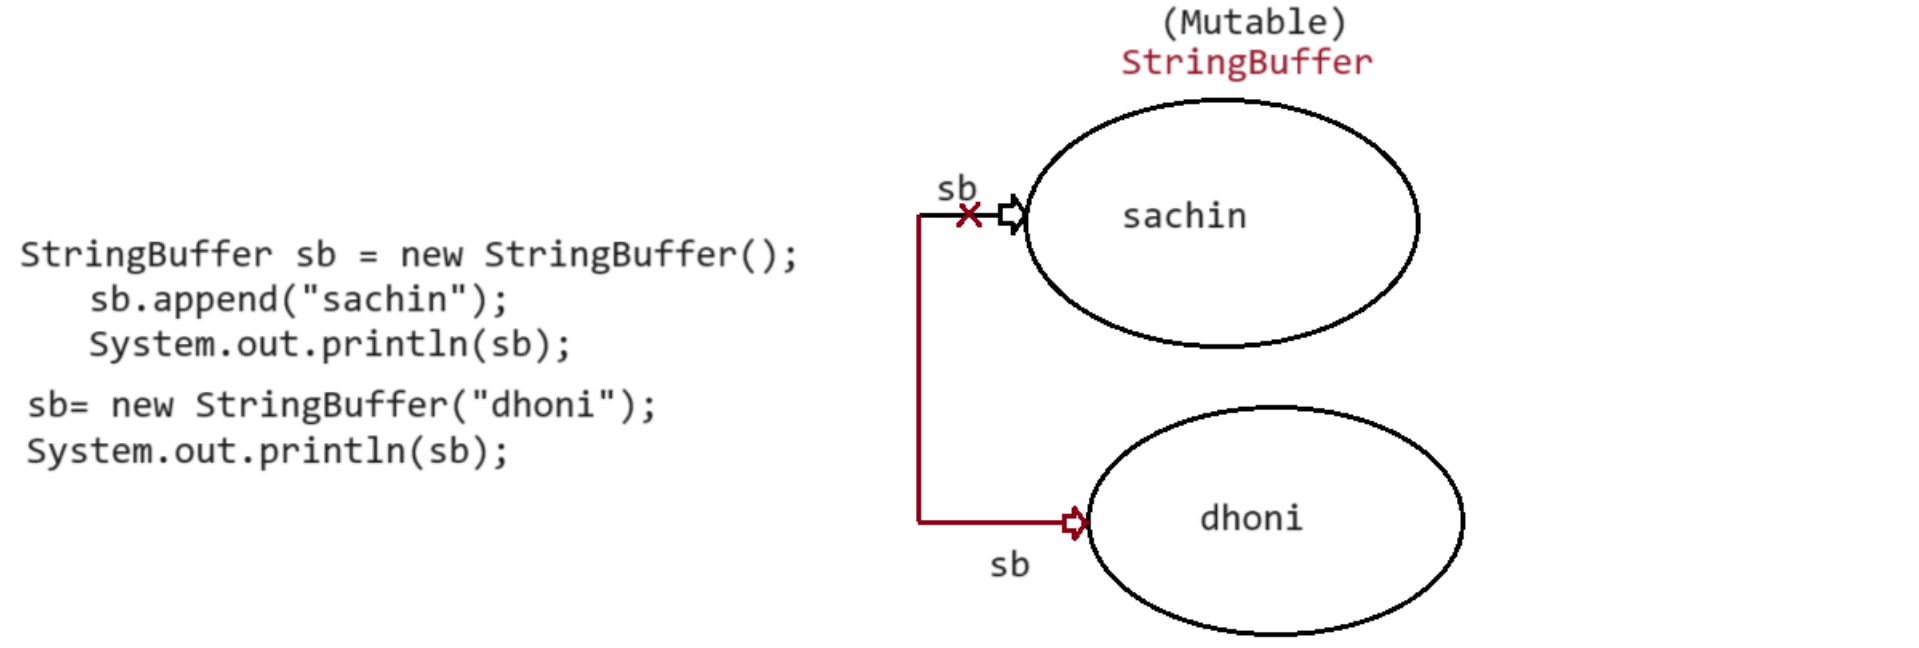 StringBuffer sb = new StringBuffer();
sb.append("sachin");
System.out.println(sb);
sb= new StringBuffer("dhoni");
System.out.println(sb);
(Mutable)
StringBuffer
sb
sachin
dhoni
sb